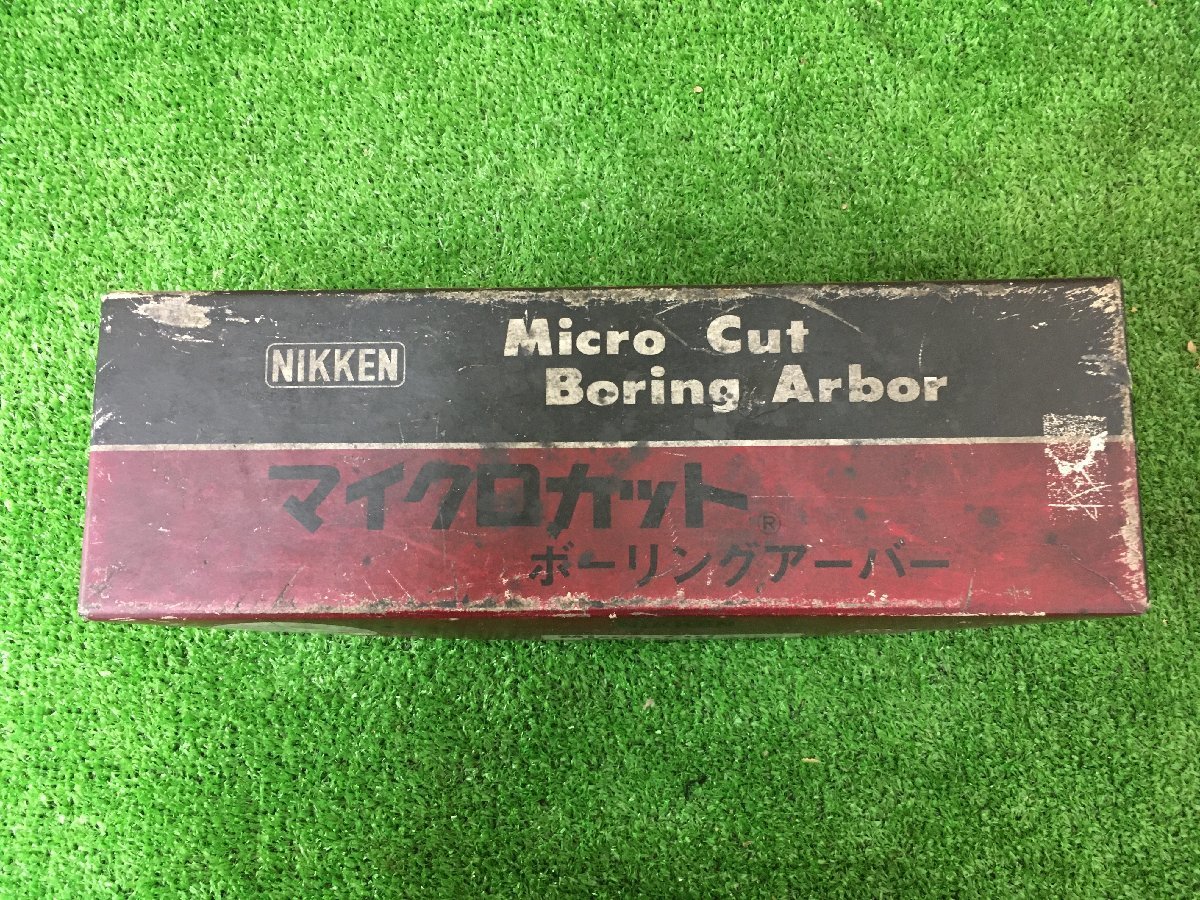 NIKKEN
Micro Cut
Boring Arbor
マイクロカット®
ボーリングアーバー